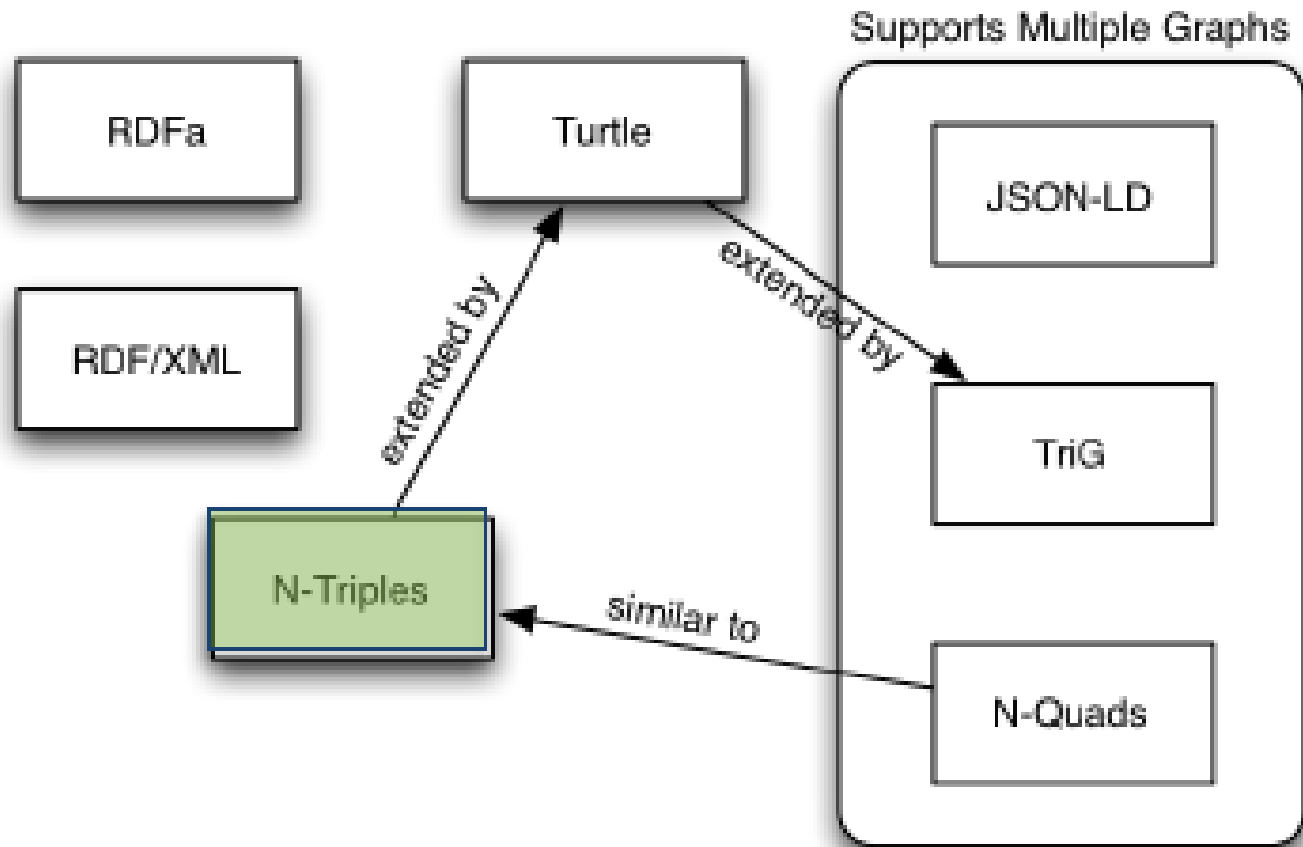 Supports Multiple Graphs
RDFa
Turtle
JSON-LD
extended by
extended by
RDF/XML
TriG
N-Triples
similar to
N-Quads